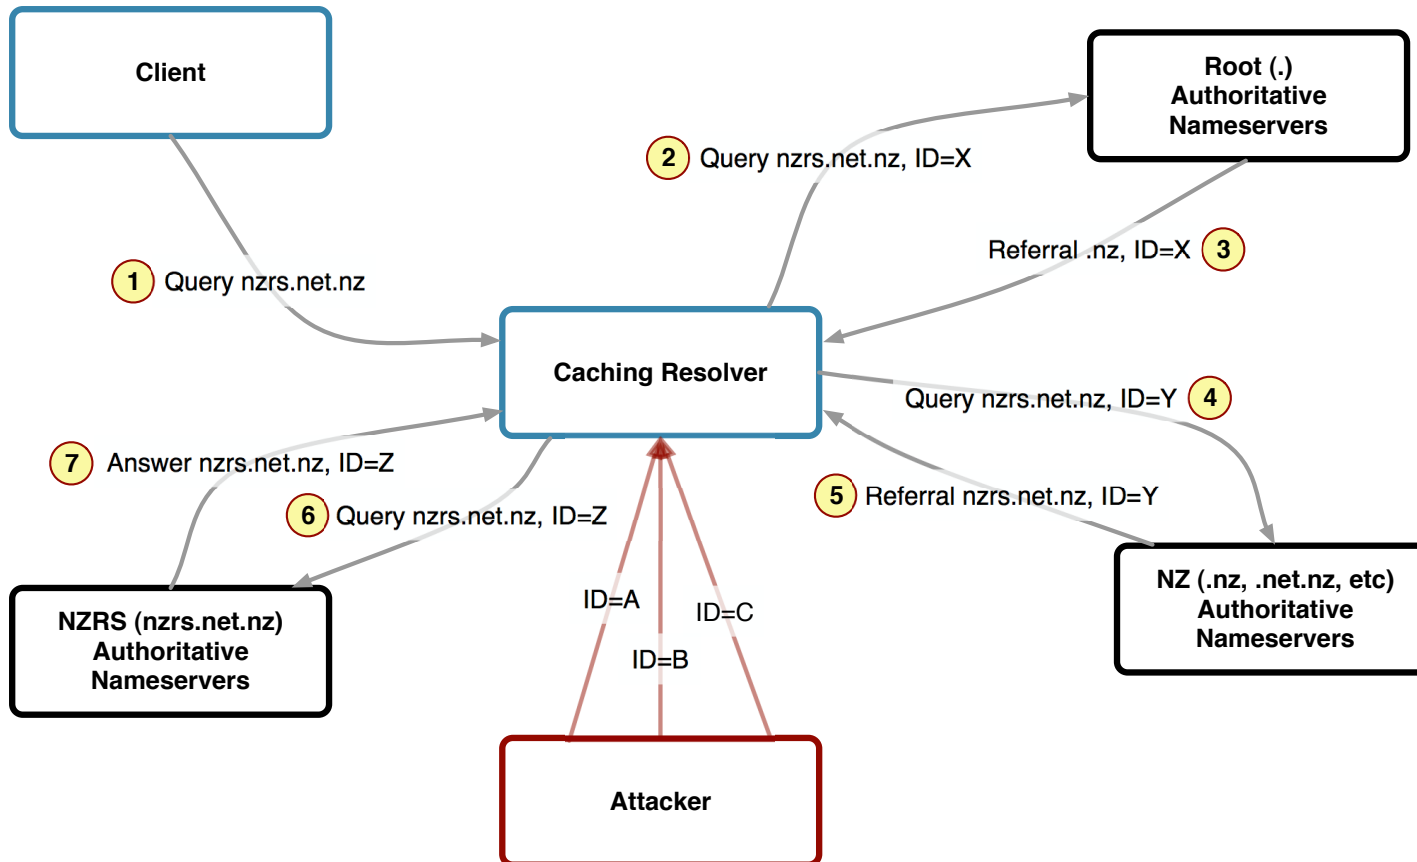 Client
Root (.)
Authoritative
Nameservers
2 Query nzrs.net.nz, ID=X
Referral .nz, ID=X 3
1 Query nzrs.net.nz
Caching Resolver
Query nzrs.net.nz, ID=Y 4
7 Answer nzrs.net.nz, ID=Z
5 Referral nzrs.net.nz, ID=Y
6 Query nzrs.net.nz, ID=Z
NZ (.nz, .net.nz, etc)
Authoritative
Nameservers
NZRS (nzrs.net.nz)
Authoritative
Nameservers
ID=A
ID=C
ID=B
Attacker